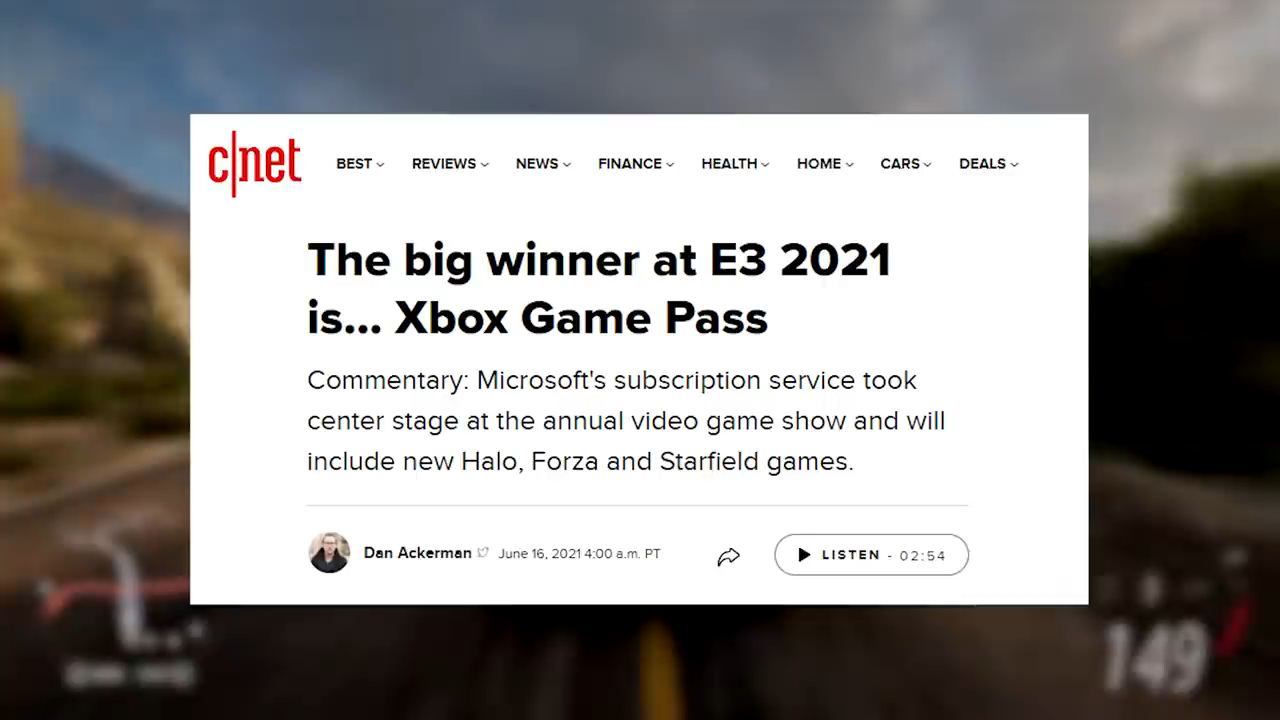 c|net
BEST REVIEWS NEWS FINANCE HEALTH HOME CARS DEALS
The big winner at E3 2021
is... Xbox Game Pass
Commentary: Microsoft's subscription service took
center stage at the annual video game show and will
include new Halo, Forza and Starfield games.
Dan Ackerman June 16, 2021 4:00 a.m. PT
LISTEN - 02:54
149